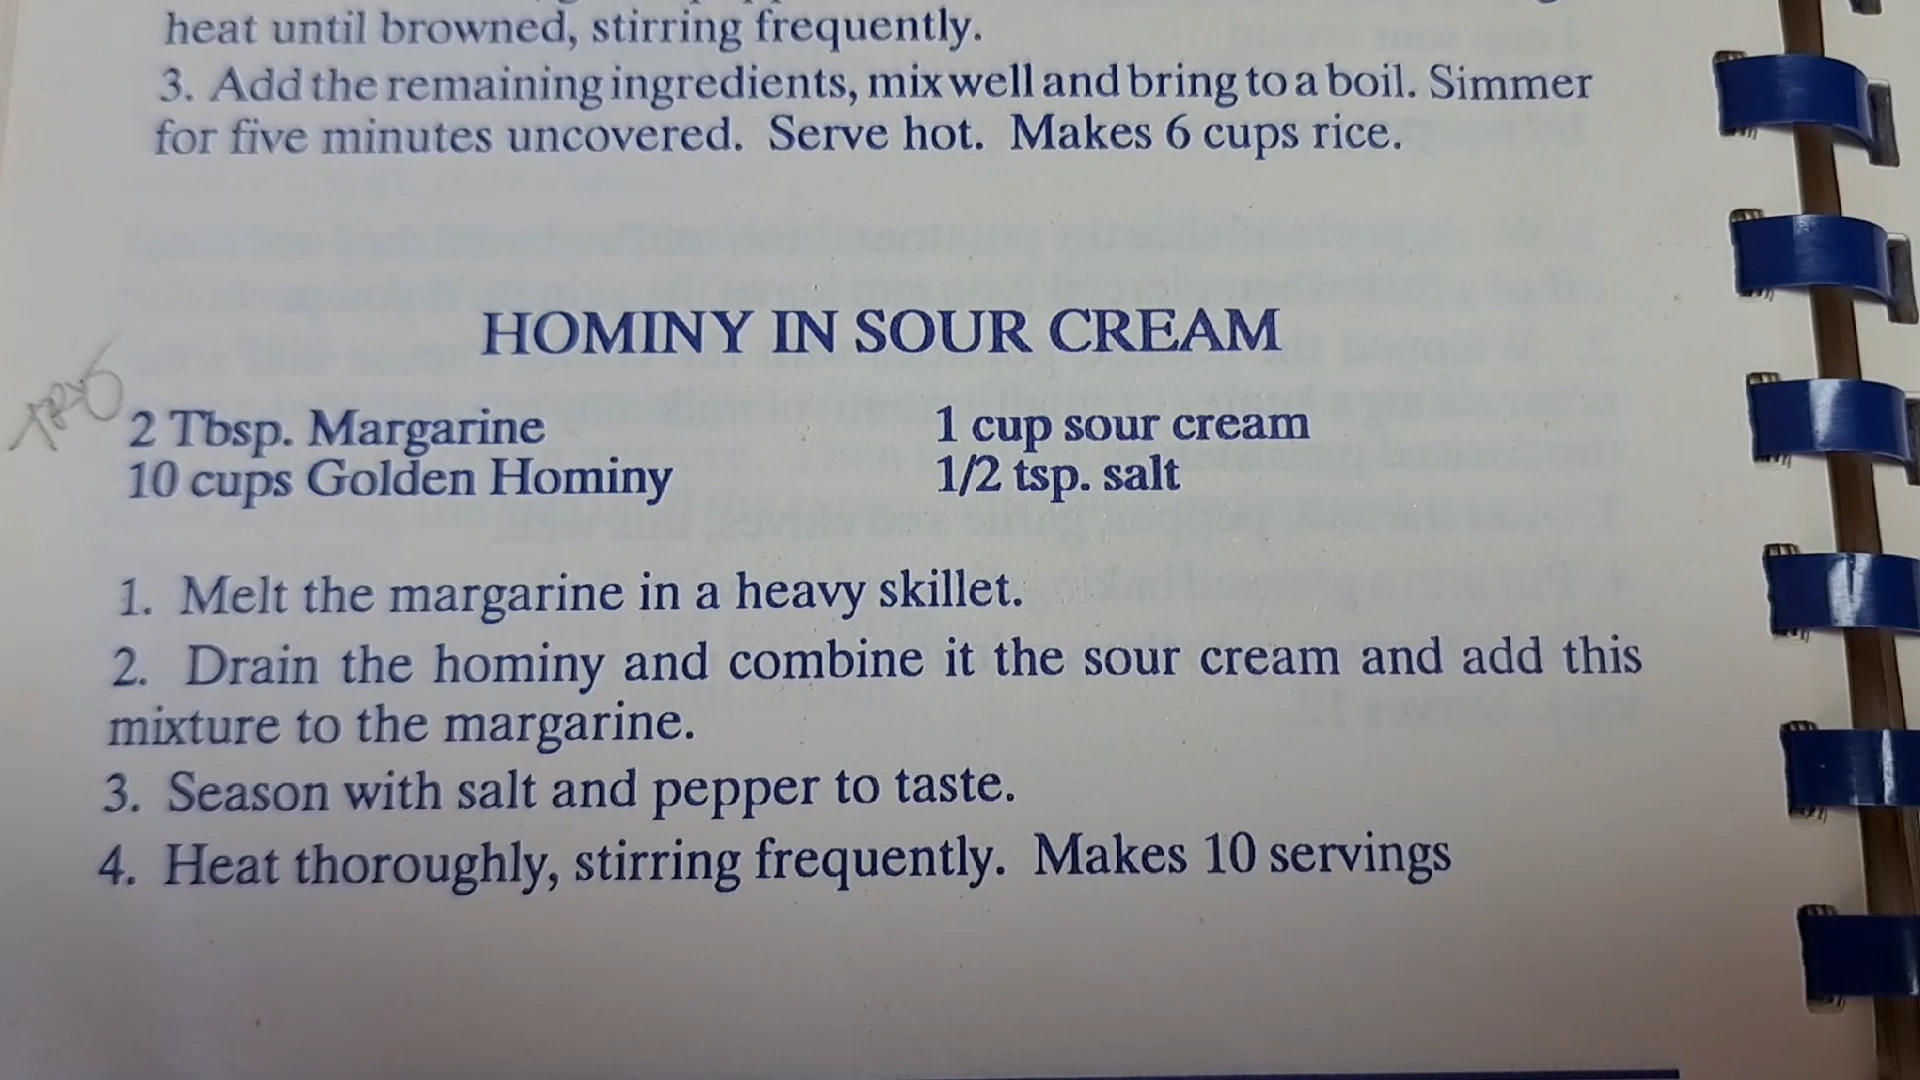 heat until browned, stirring frequently.
3. Add the remaining ingredients, mix well and bring to a boil. Simmer
for five minutes uncovered. Serve hot. Makes 6 cups rice.
HOMINY IN SOUR CREAM
2 Tbsp. Margarine
10 cups Golden Hominy
1 cup sour cream
1/2 tsp. salt
1. Melt the margarine in a heavy skillet.
2. Drain the hominy and combine it the sour cream and add this
mixture to the margarine.
3. Season with salt and pepper to taste.
4. Heat thoroughly, stirring frequently. Makes 10 servings